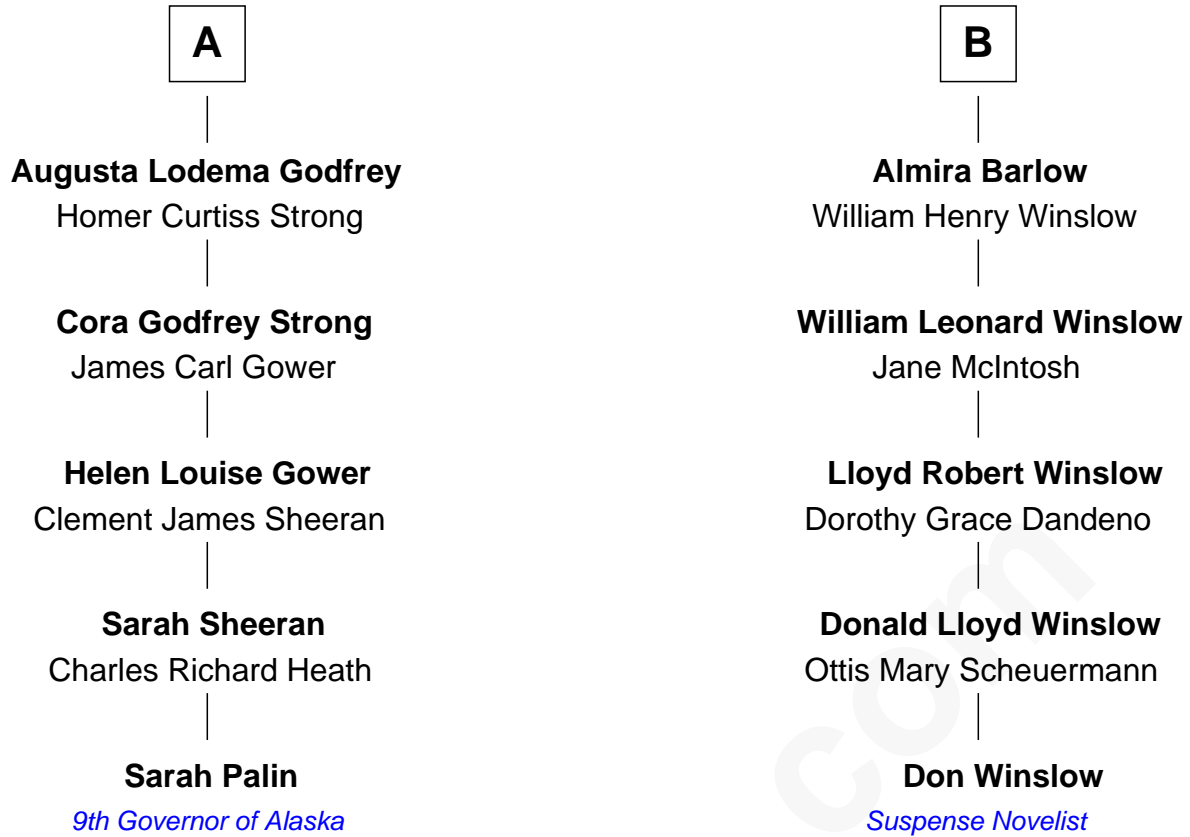 A
Augusta Lodema Godfrey
Homer Curtiss Strong
Cora Godfrey Strong
James Carl Gower
Helen Louise Gower
Clement James Sheeran
Sarah Sheeran
Charles Richard Heath
Sarah Palin
9th Governor of Alaska
B
Almira Barlow
William Henry Winslow
William Leonard Winslow
Jane McIntosh
Lloyd Robert Winslow
Dorothy Grace Dandeno
Donald Lloyd Winslow
Ottis Mary Scheuermann
Don Winslow
Suspense Novelist
com